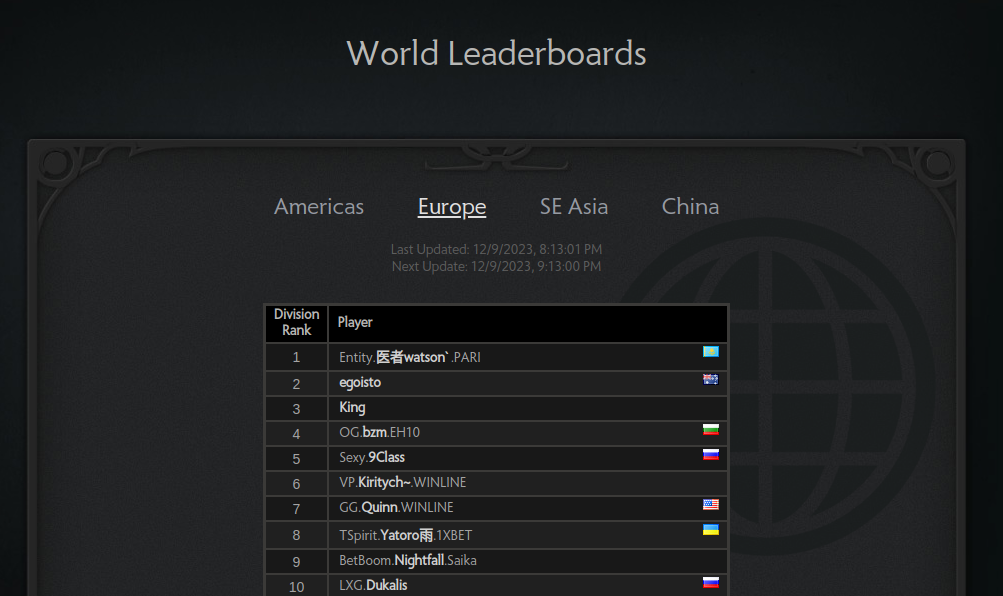 World Leaderboards
Americas Europe SE Asia China
Last Updated: 12/9/2023, 8:13:01 PM
Next Update: 12/9/2023, 9:13:00 PM
Division Rank Player
1 Entity.医者watson`.PARI
2 egoisto
3 King
4 OG.bzm.EH10
5 Sexy.9Class
6 VP.Kiritych~.WINLINE
7 GG.Quinn.WINLINE
8 TSpirit.Yatoro雨.1XBET
9 BetBoom.Nightfall.Saika
10 LXG.Dukalis